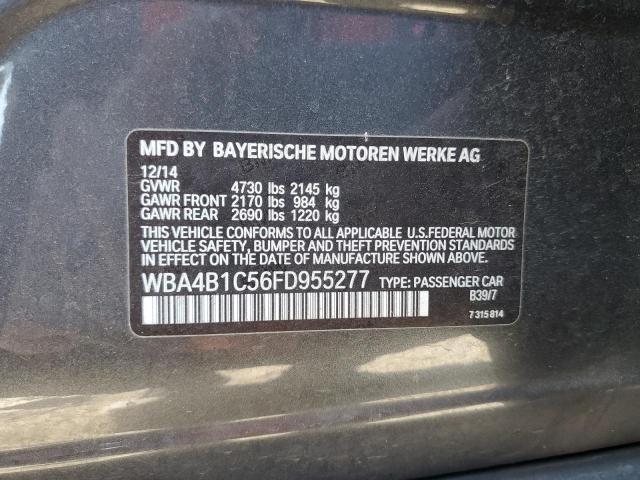 MFD BY BAYERISCHE MOTOREN WERKE AG
12/14
GVWR 4730 lbs 2145 kg
GAWR FRONT 2170 lbs 984 kg
GAWR REAR 2690 lbs 1220 kg
THIS VEHICLE CONFORMS TO ALL APPLICABLE U.S.FEDERAL MOTOR
VEHICLE SAFETY, BUMPER AND THEFT PREVENTION STANDARDS
IN EFFECT ON THE DATE OF MANUFACTURE SHOWN ABOVE.
WBA4B1C56FD955277 TYPE: PASSENGER CAR
B39/7
7 315 814